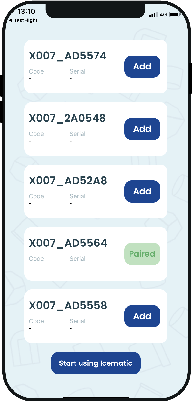 13:10
X007_AD5574
Code Serial
- -
Add
X007_2A0548
Code Serial
- -
Add
X007_AD52A8
Code Serial
- -
Add
X007_AD5564
Code Serial
- -
Paired
X007_AD5558
Code Serial
- -
Add
Start using Icematic